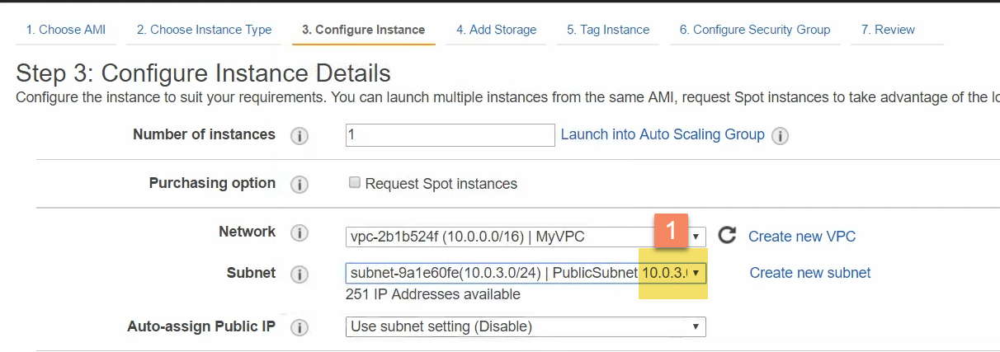 1. Choose AMI 2. Choose Instance Type 3. Configure Instance 4. Add Storage 5. Tag Instance 6. Configure Security Group 7. Review
Step 3: Configure Instance Details
Configure the instance to suit your requirements. You can launch multiple instances from the same AMI, request Spot instances to take advantage of the
Number of instances i 1 Launch into Auto Scaling Group i
Purchasing option i Request Spot instances
Network i vpc-2b1b524f (10.0.0.0/16) | MyVPC 1 Create new VPC
Subnet i subnet-9a1e60fe(10.0.3.0/24) | PublicSubnet 10.0.3. Create new subnet
251 IP Addresses available
Auto-assign Public IP i Use subnet setting (Disable)